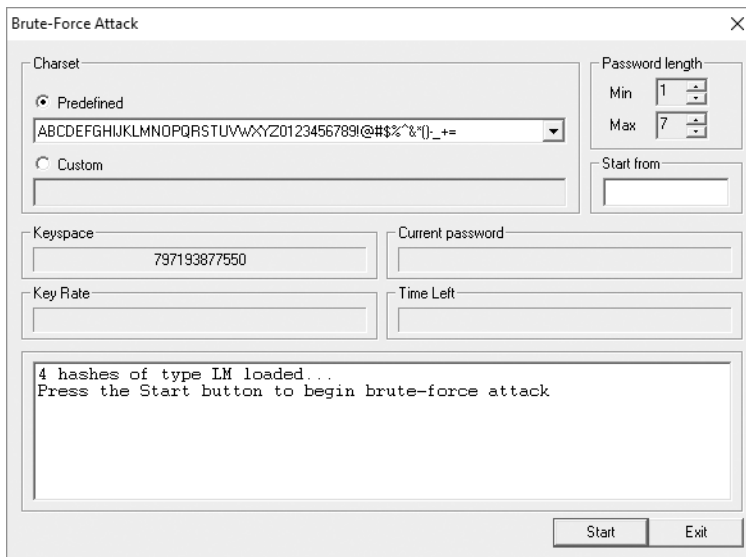 Brute-Force Attack
Charset
Predefined
ABCDEFGHIJKLMNOPQRSTUVWXYZ0123456789!@#$%^&*()-_+=
Custom
Password length
Min 1
Max 7
Start from
Keyspace
797193877550
Current password
Key Rate
Time Left
4 hashes of type LM loaded...
Press the Start button to begin brute-force attack
Start Exit